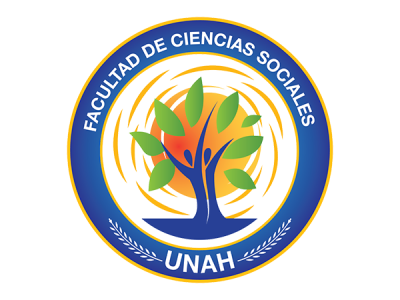 FACULTAD DE CIENCIAS SOCIALES
UNAH